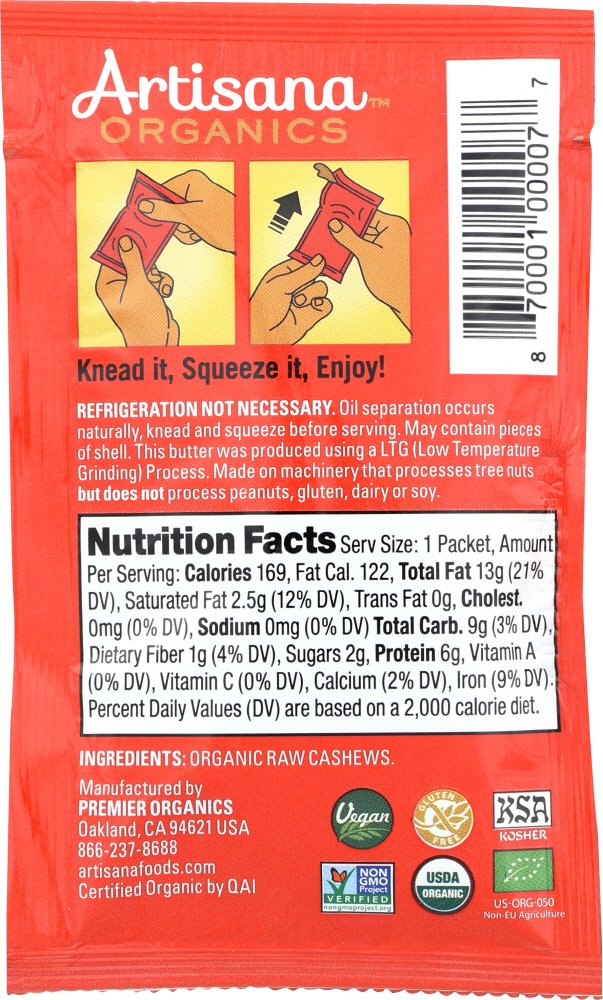 Artisana™
ORGANICS
8 70001 00007 7
Knead it, Squeeze it, Enjoy!
REFRIGERATION NOT NECESSARY. Oil separation occurs
naturally, knead and squeeze before serving. May contain pieces
of shell. This butter was produced using a LTG (Low Temperature
Grinding) Process. Made on machinery that processes tree nuts
but does not process peanuts, gluten, dairy or soy.
Nutrition Facts Serv Size: 1 Packet, Amount
Per Serving: Calories 169, Fat Cal. 122, Total Fat 13g (21%
DV), Saturated Fat 2.5g (12% DV), Trans Fat 0g, Cholest.
0mg (0% DV), Sodium 0mg (0% DV) Total Carb. 9g (3% DV),
Dietary Fiber 1g (4% DV), Sugars 2g, Protein 6g, Vitamin A
(0% DV), Vitamin C (0% DV), Calcium (2% DV), Iron (9% DV).
Percent Daily Values (DV) are based on a 2,000 calorie diet.
INGREDIENTS: ORGANIC RAW CASHEWS.
Manufactured by
PREMIER ORGANICS
Oakland, CA 94621 USA
866-237-8688
artisanafoods.com
Certified Organic by QAI
Vegan
GLUTEN
FREE
KSA
KOSHER
NON
GMO
Project
VERIFIED
nongmoproject.org
USDA
ORGANIC
US-ORG-050
Non-EU Agriculture